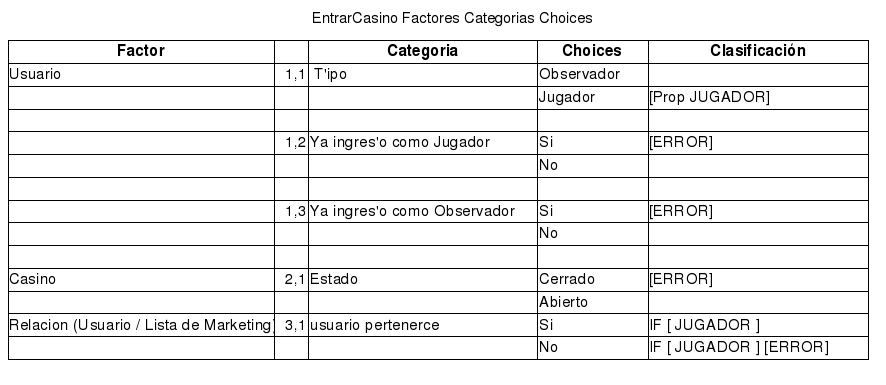 EntrarCasino Factores Categorias Choices
Factor Categoria Choices Clasificación
Usuario 1,1 T'ipo Observador
Jugador [Prop JUGADOR]
1,2 Ya ingres'o como Jugador Si [ERROR]
No
1,3 Ya ingres'o como Observador Si [ERROR]
No
Casino 2,1 Estado Cerrado [ERROR]
Abierto
Relacion (Usuario / Lista de Marketing) 3,1 usuario pertenerce Si IF [ JUGADOR ]
No IF [ JUGADOR ] [ERROR]